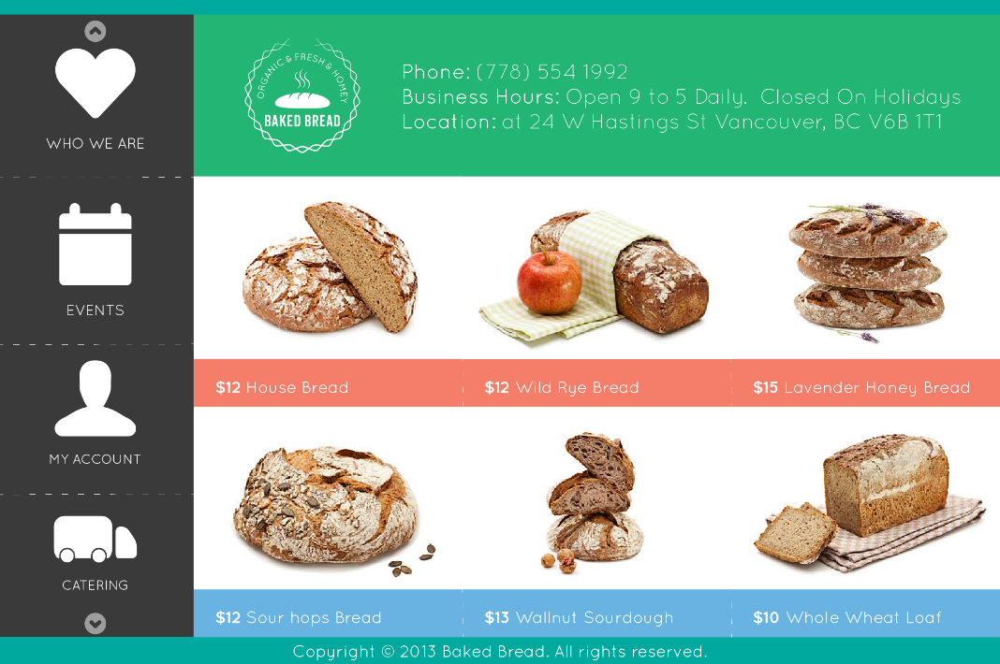 ORGANIC & FRESH & HOMEY
BAKED BREAD
Phone: (778) 554 1992
Business Hours: Open 9 to 5 Daily. Closed On Holidays
Location: at 24 W Hastings St Vancouver, BC V6B 1T1
WHO WE ARE
EVENTS
MY ACCOUNT
CATERING
$12 House Bread
$12 Wild Rye Bread
$15 Lavender Honey Bread
$12 Sour hops Bread
$13 Wallnut Sourdough
$10 Whole Wheat Loaf
Copyright © 2013 Baked Bread. All rights reserved.